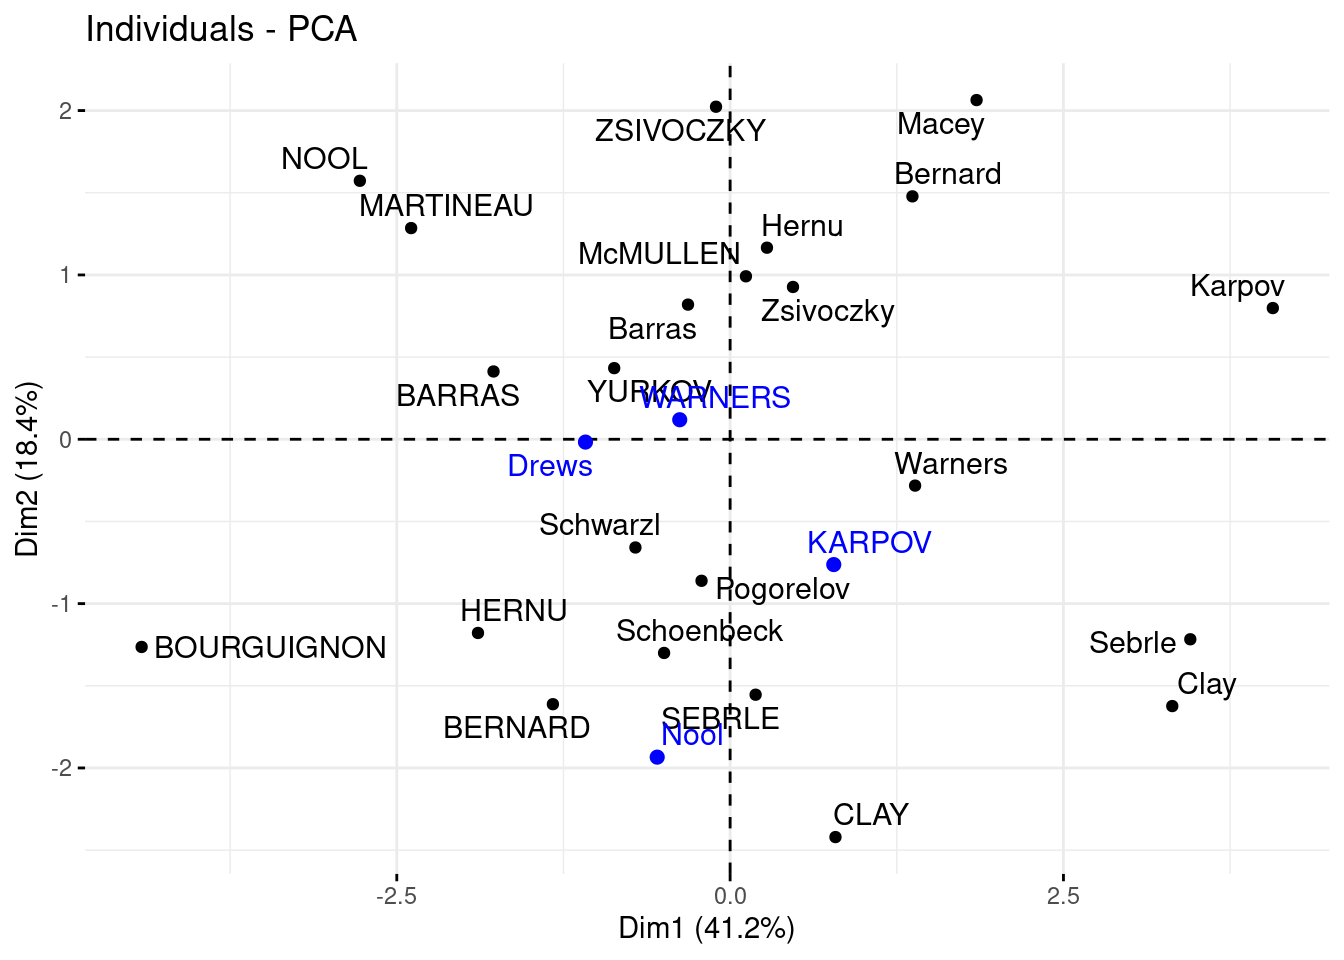 Individuals - PCA
2
1
0
-1
-2
Dim2 (18.4%)
ZSIVOCZKY
Macey
NOOL
Bernard
MARTINEAU
Hernu
McMULLEN
Karpov
Zsivoczky
Barras
BARRAS
YURKOV
WARNERS
Drews
Warners
Schwarzl
KARPOV
Pogorelov
HERNU
Schoenbeck
BOURGUIGNON
Sebrle
Clay
BERNARD
SEBRLE
Nool
CLAY
-2.5
0.0
2.5
Dim1 (41.2%)